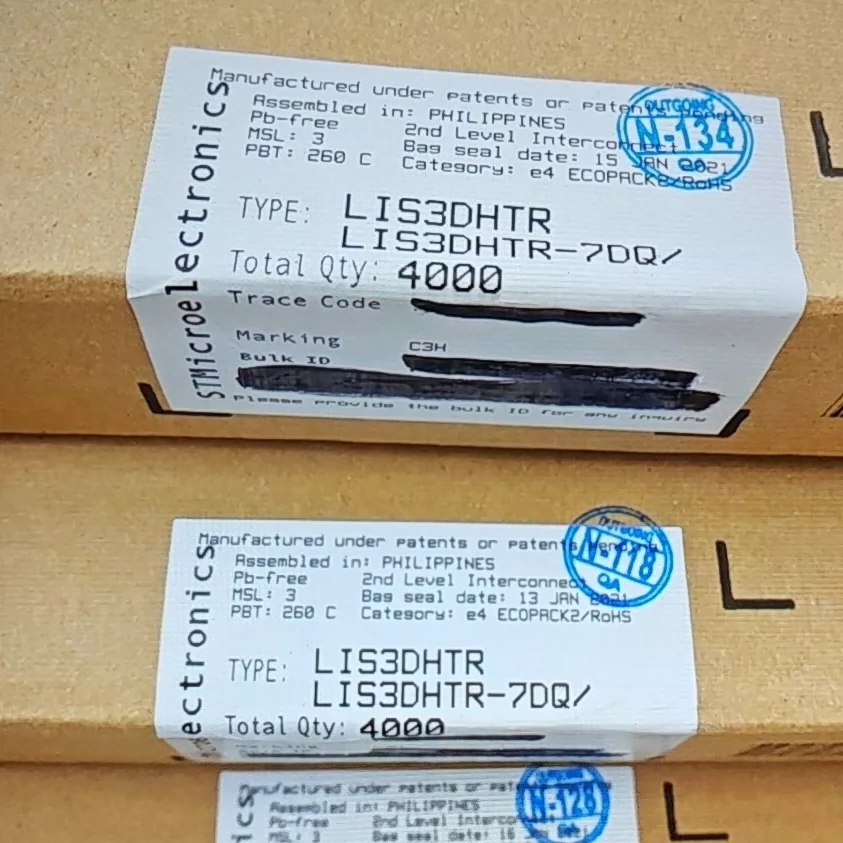 STMicroelectronics
Manufactured under patents or patents pending
Assembled in: PHILIPPINES
Pb-free 2nd Level Interconnect
MSL: 3 Bag seal date: 15 JAN 2021
PBT: 260 C Category: e4 ECOPACK2/RoHS
OUTGOING
N-134
QA
TYPE: LIS3DHTR
LIS3DHTR-7DQ/
Total Qty: 4000
Trace Code
Marking C3H
Bulk ID
Please provide the bulk ID for any inquiry
L
ectronics
Manufactured under patents or patents pending
Assembled in: PHILIPPINES
Pb-free 2nd Level Interconnect
MSL: 3 Bag seal date: 13 JAN 2021
PBT: 260 C Category: e4 ECOPACK2/RoHS
OUTGOING
N-118
QA
TYPE: LIS3DHTR
LIS3DHTR-7DQ/
Total Qty: 4000
L
ics
Manufactured under patents or
Assembled in: PHILIPPINES
Pb-free 2nd Level
MSL: 3 Bag seal date: 16
N-128
L